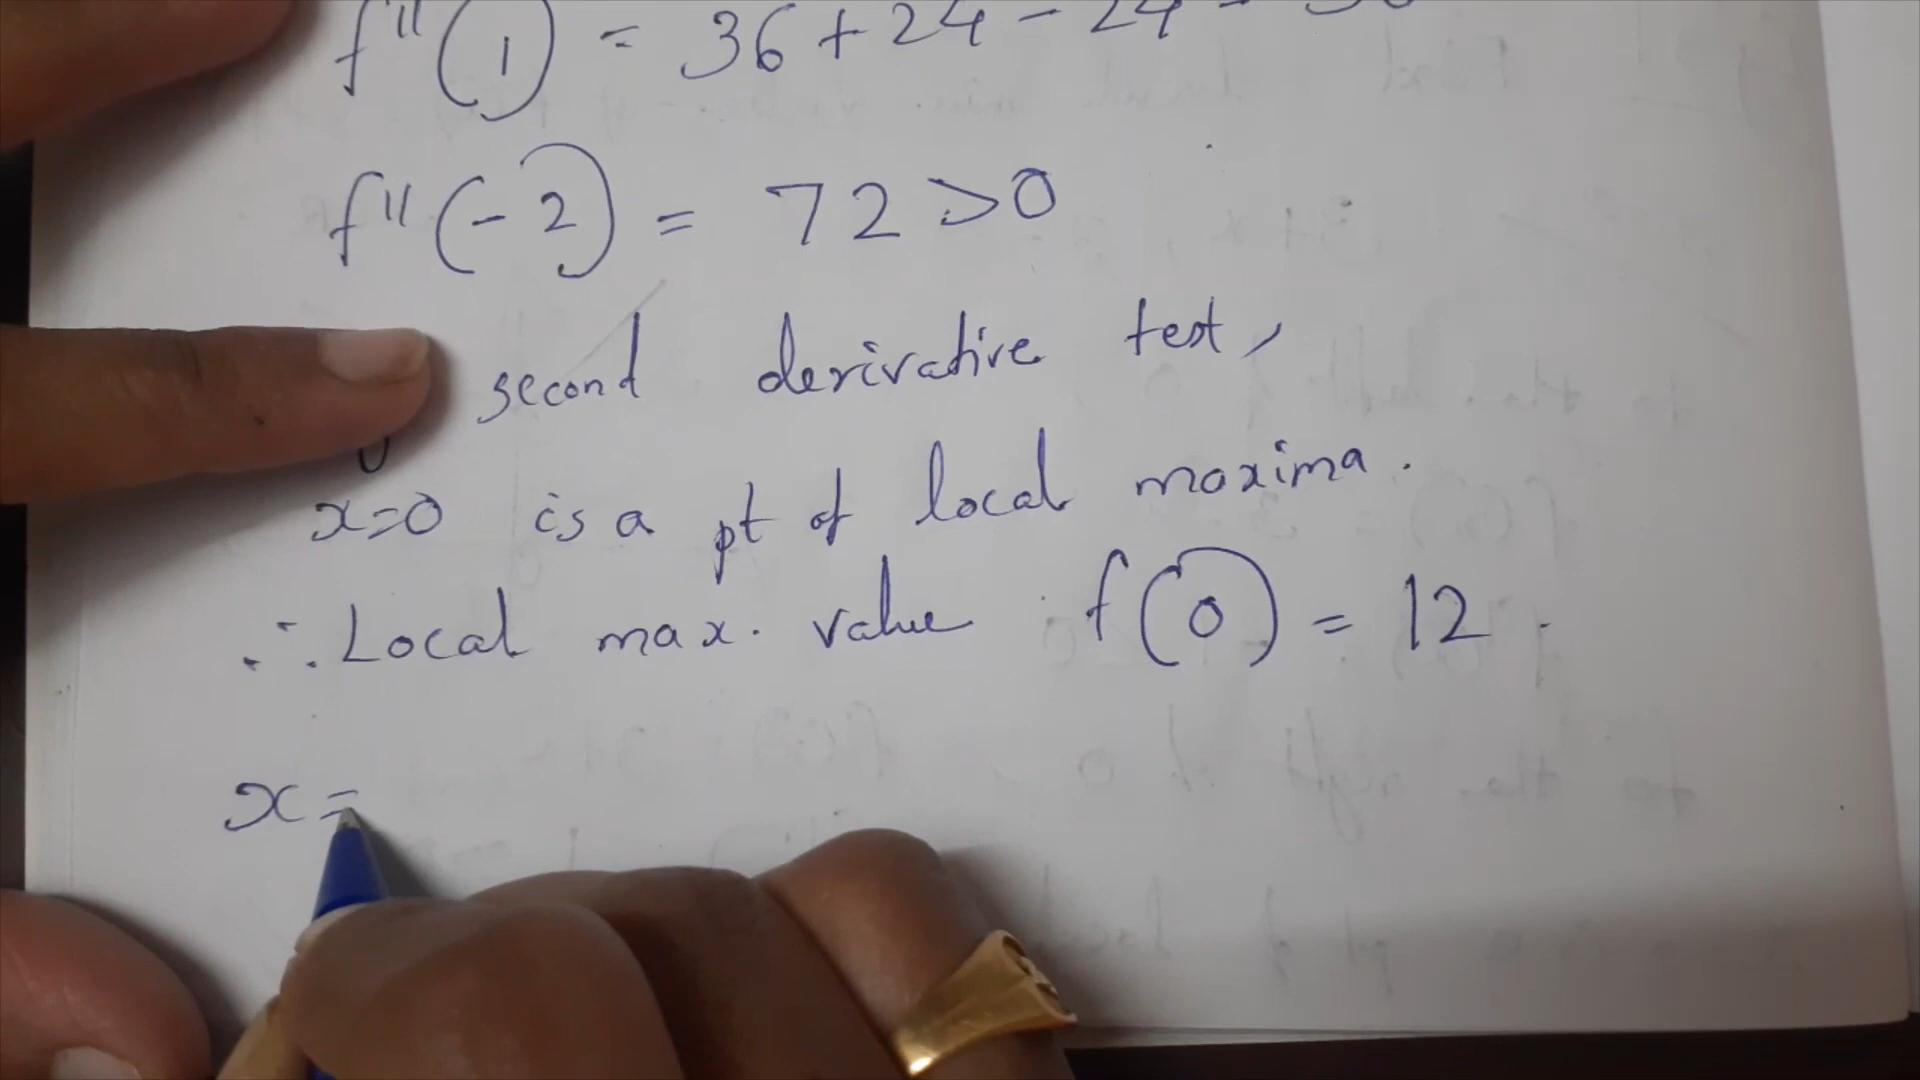 f''(1) = 36 + 24 - 24
f''(-2) = 72 > 0
second derivative test,
x=0 is a pt of local maxima.
∴ Local max. value f(0) = 12.
x =